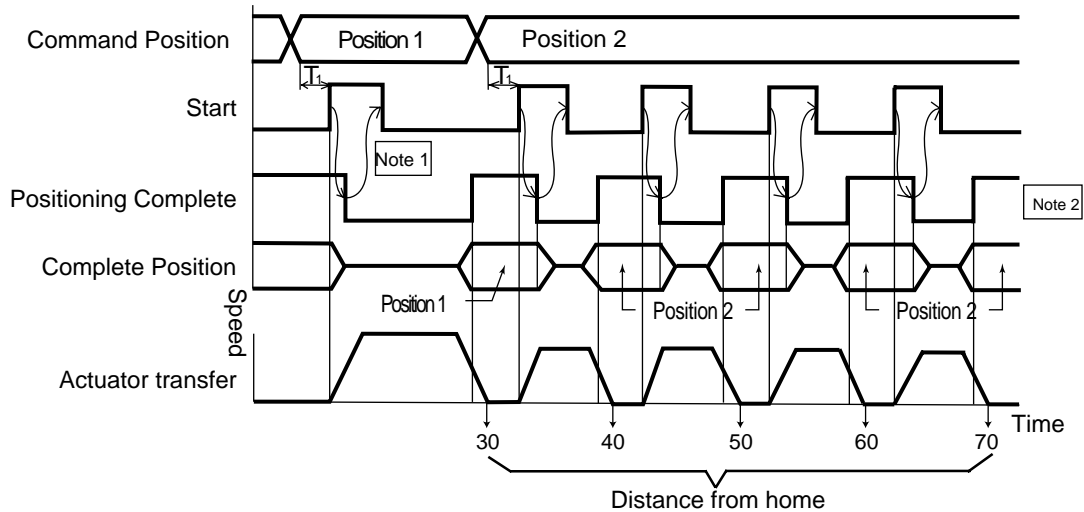 Command Position
Position 1
Position 2
T1
T1
Start
Note 1
Positioning Complete
Note 2
Complete Position
Position 1
Position 2
Position 2
Speed
Actuator transfer
Time
30
40
50
60
70
Distance from home